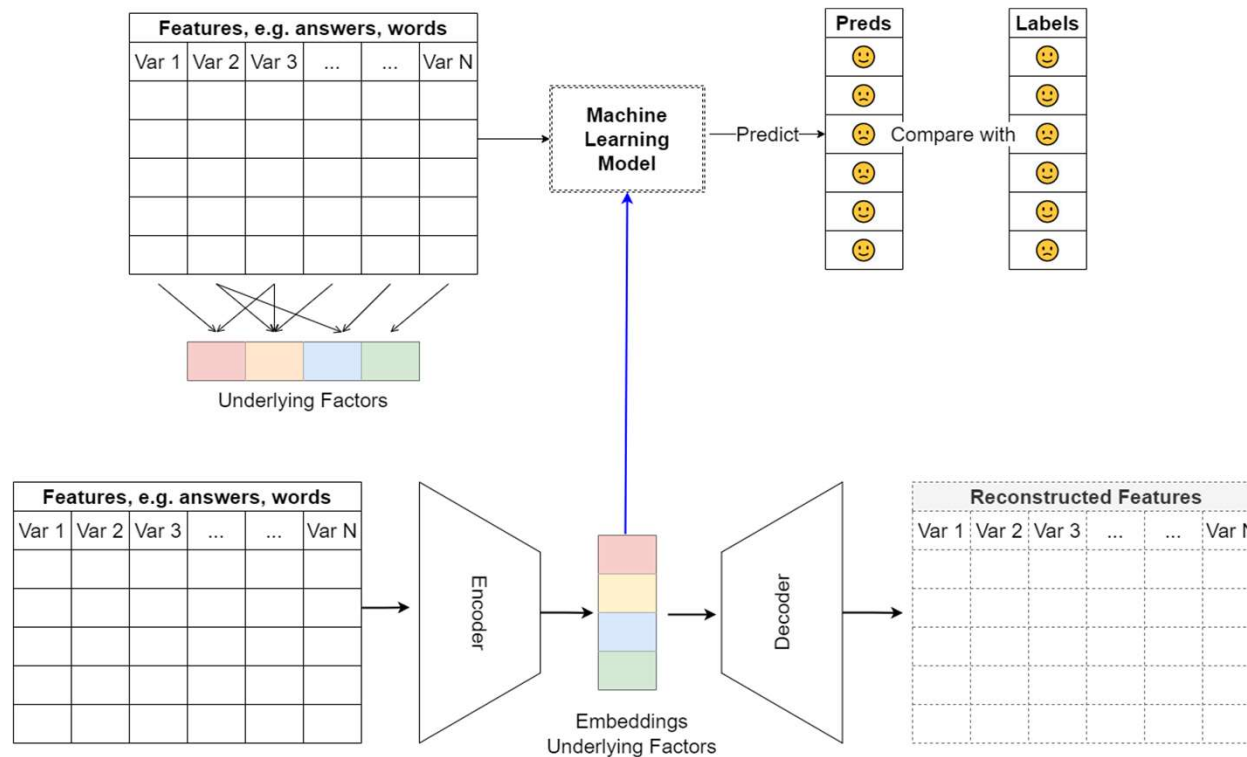 Features, e.g. answers, words
Var 1 Var 2 Var 3 ... ... Var N
Machine
Learning
Model
Predict
Preds
Compare with
Labels
Underlying Factors
Features, e.g. answers, words
Var 1 Var 2 Var 3 ... ... Var N
Encoder
Embeddings
Underlying Factors
Decoder
Reconstructed Features
Var 1 Var 2 Var 3 ... ... Var N